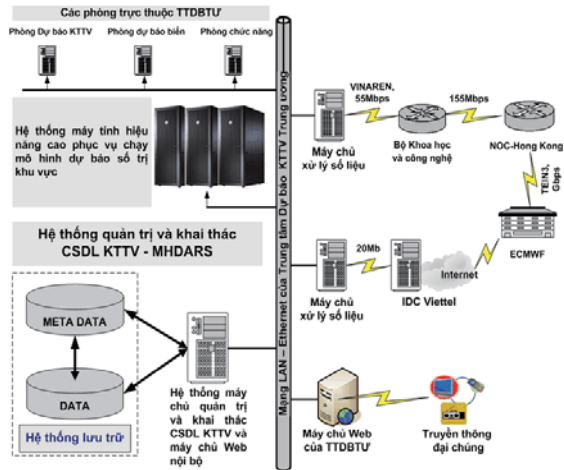 Các phòng trực thuộc TTDBTƯ
Phòng Dự báo KTTV
Phòng dự báo biển
Phòng chức năng
Hệ thống máy tính hiệu
năng cao phục vụ chạy
mô hình dự báo số trị
khu vực
Hệ thống quản trị và khai thác
CSDL KTTV - MHDARS
META DATA
DATA
Hệ thống lưu trữ
Hệ thống máy
chủ quản trị
và khai thác
CSDL KTTV và
máy chủ Web
nội bộ
Mạng LAN – Ethernet của Trung tâm Dự báo KTTV Trung ương
VINAREN,
55Mbps
155Mbps
Máy chủ
xử lý số liệu
Bộ Khoa học
và công nghệ
NOC-Hong Kong
TEIN3,
Gbps
20Mb
Internet
ECMWF
Máy chủ
xử lý số liệu
IDC Viettel
Máy chủ Web
của TTDBTƯ
Truyền thông
đại chúng